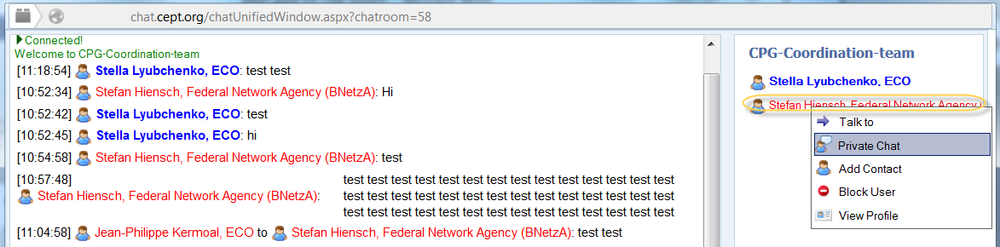 chat.cept.org/chatUnifiedWindow.aspx?chatroom=58
Connected!
Welcome to CPG-Coordination-team
[11:18:54] Stella Lyubchenko, ECO: test test
[10:52:34] Stefan Hiensch, Federal Network Agency (BNetzA): Hi
[10:52:42] Stella Lyubchenko, ECO: test
[10:52:45] Stella Lyubchenko, ECO: hi
[10:54:58] Stefan Hiensch, Federal Network Agency (BNetzA): test
[10:57:48]
Stefan Hiensch, Federal Network Agency (BNetzA):
test test test test test test test test test test test test test test
test test test test test test test test test test test test test test
test test test test test test test test test test test test test test
[11:04:58] Jean-Philippe Kermoal, ECO to Stefan Hiensch, Federal Network Agency (BNetzA): test test
CPG-Coordination-team
Stella Lyubchenko, ECO
Stefan Hiensch, Federal Network Agency (
Talk to
Private Chat
Add Contact
Block User
View Profile